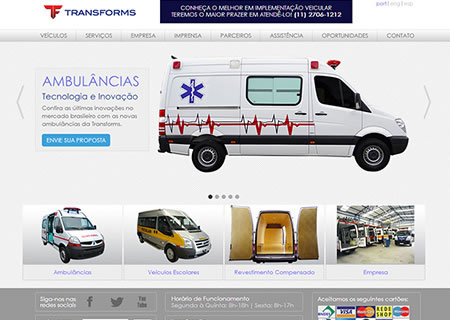 TRANSFORMS
CONHEÇA O MELHOR EM IMPLEMENTAÇÃO VEICULAR
TEREMOS O MAIOR PRAZER EM ATENDÊ-LO! (11) 2706-1212
port | eng | esp
VEÍCULOS SERVIÇOS EMPRESA IMPRENSA PARCEIROS ASSISTÊNCIA OPORTUNIDADES CONTATO
AMBULÂNCIAS
Tecnologia e Inovação
Confira as últimas inovações no
mercado brasileiro com as novas
ambulâncias da Transforms.
ENVIE SUA PROPOSTA
Ambulâncias
Veículos Escolares
Revestimento Compensado
Empresa
Siga-nos nas
redes sociais
You
Tube
Horário de Funcionamento
Segunda à Quinta: 8h-18h | Sexta: 8h-17h
Aceitamos os seguintes cartões:
VISA
REDE
SHOP